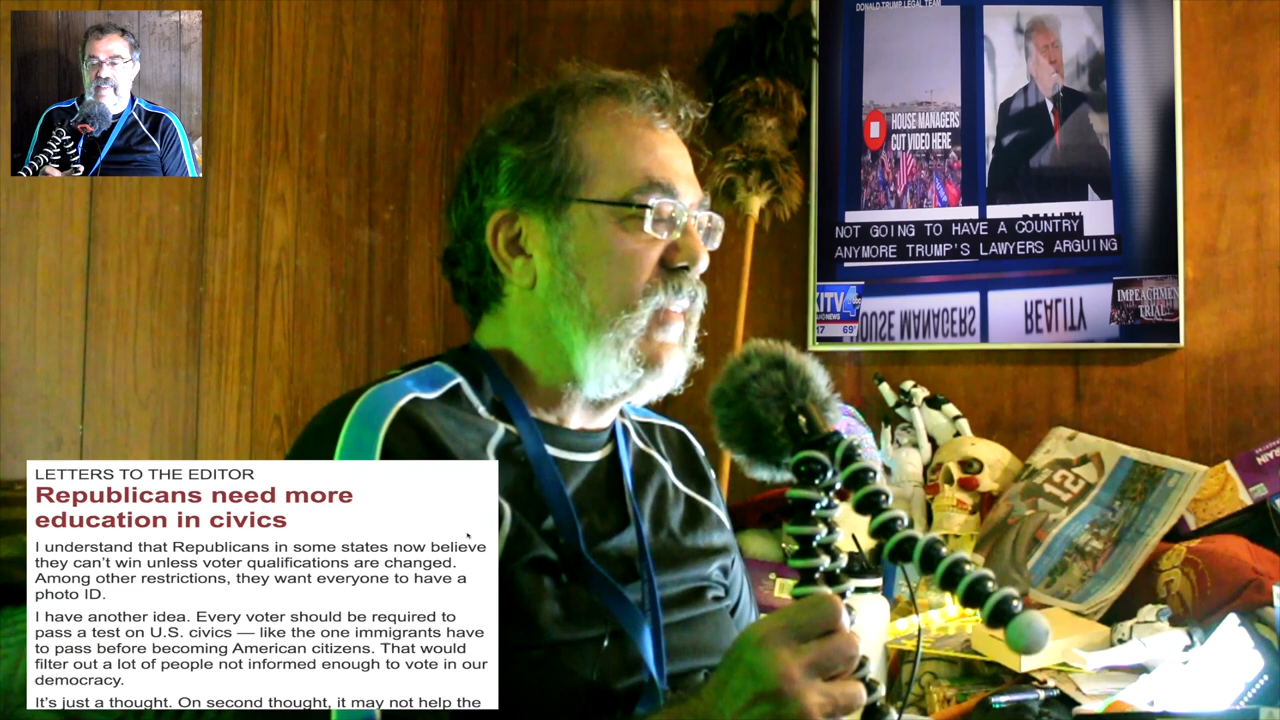 DONALD TRUMP LEGAL TEAM
HOUSE MANAGERS
CUT VIDEO HERE
NOT GOING TO HAVE A COUNTRY
ANYMORE TRUMP'S LAWYERS ARGUING
KITV4
abc
69°
HOUSE MANAGERS
REALITY
IMPEACHMENT
TRIAL
12
LETTERS TO THE EDITOR
Republicans need more
education in civics
I understand that Republicans in some states now believe
they can't win unless voter qualifications are changed.
Among other restrictions, they want everyone to have a
photo ID.
I have another idea. Every voter should be required to
pass a test on U.S. civics — like the one immigrants have
to pass before becoming American citizens. That would
filter out a lot of people not informed enough to vote in our
democracy.
It's just a thought. On second thought, it may not help the